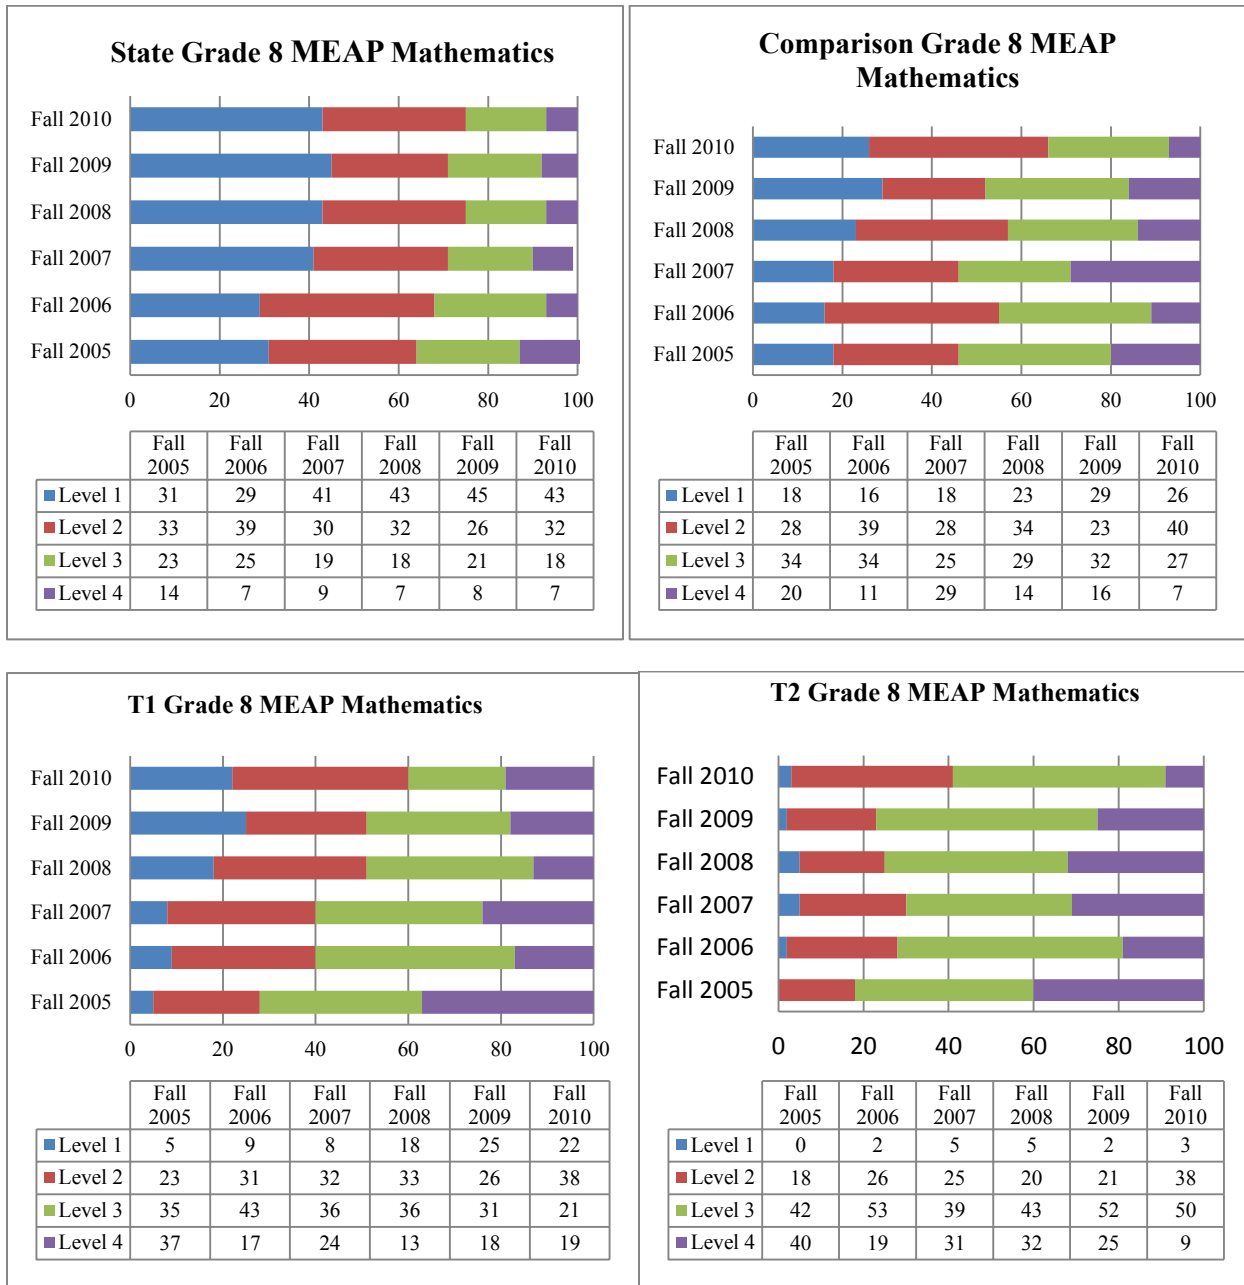 State Grade 8 MEAP Mathematics
Fall 2010
Fall 2009
Fall 2008
Fall 2007
Fall 2006
Fall 2005
0 20 40 60 80 100
Fall 2005 Fall 2006 Fall 2007 Fall 2008 Fall 2009 Fall 2010
Level 1 31 29 41 43 45 43
Level 2 33 39 30 32 26 32
Level 3 23 25 19 18 21 18
Level 4 14 7 9 7 8 7
Comparison Grade 8 MEAP
Mathematics
Fall 2010
Fall 2009
Fall 2008
Fall 2007
Fall 2006
Fall 2005
0 20 40 60 80 100
Fall 2005 Fall 2006 Fall 2007 Fall 2008 Fall 2009 Fall 2010
Level 1 18 16 18 23 29 26
Level 2 28 39 28 34 23 40
Level 3 34 34 25 29 32 27
Level 4 20 11 29 14 16 7
T1 Grade 8 MEAP Mathematics
Fall 2010
Fall 2009
Fall 2008
Fall 2007
Fall 2006
Fall 2005
0 20 40 60 80 100
Fall 2005 Fall 2006 Fall 2007 Fall 2008 Fall 2009 Fall 2010
Level 1 5 9 8 18 25 22
Level 2 23 31 32 33 26 38
Level 3 35 43 36 36 31 21
Level 4 37 17 24 13 18 19
T2 Grade 8 MEAP Mathematics
Fall 2010
Fall 2009
Fall 2008
Fall 2007
Fall 2006
Fall 2005
0 20 40 60 80 100
Fall 2005 Fall 2006 Fall 2007 Fall 2008 Fall 2009 Fall 2010
Level 1 0 2 5 5 2 3
Level 2 18 26 25 20 21 38
Level 3 42 53 39 43 52 50
Level 4 40 19 31 32 25 9